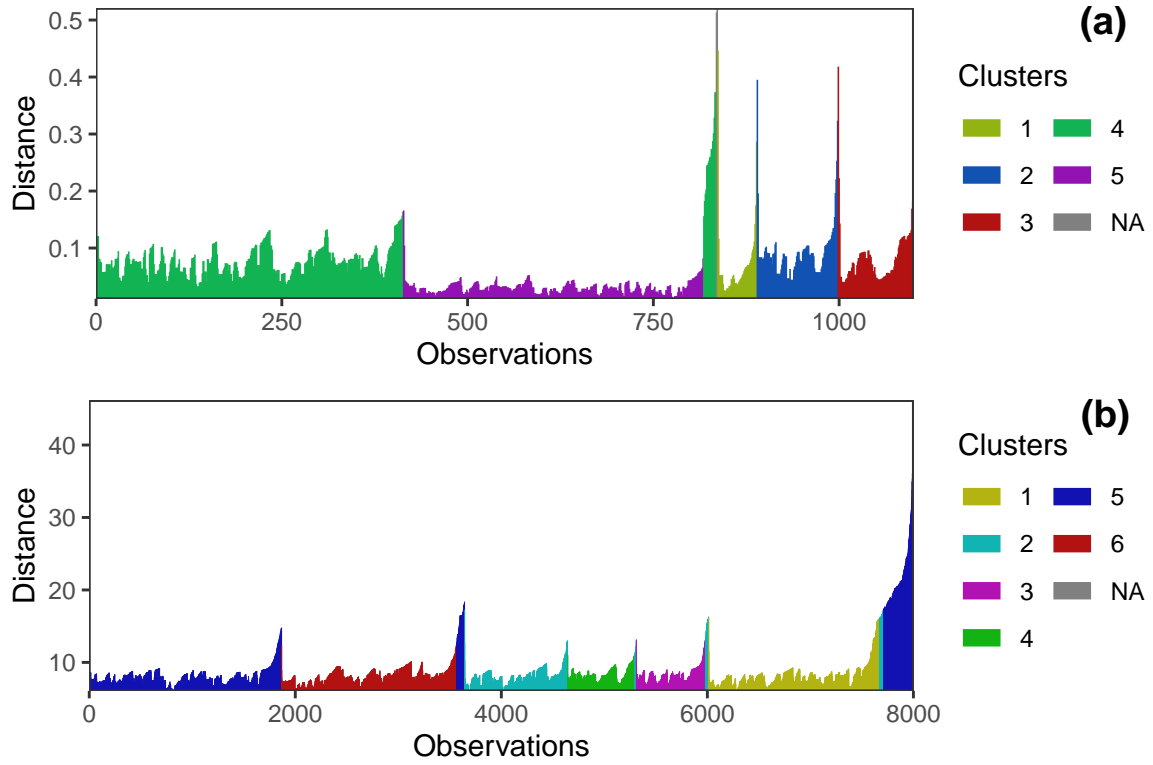 (a)
0.5
0.4
0.3
0.2
0.1
Distance
0 250 500 750 1000
Observations
Clusters
1 4
2 5
3 NA
(b)
40
30
20
10
Distance
0 2000 4000 6000 8000
Observations
Clusters
1 5
2 6
3 NA
4